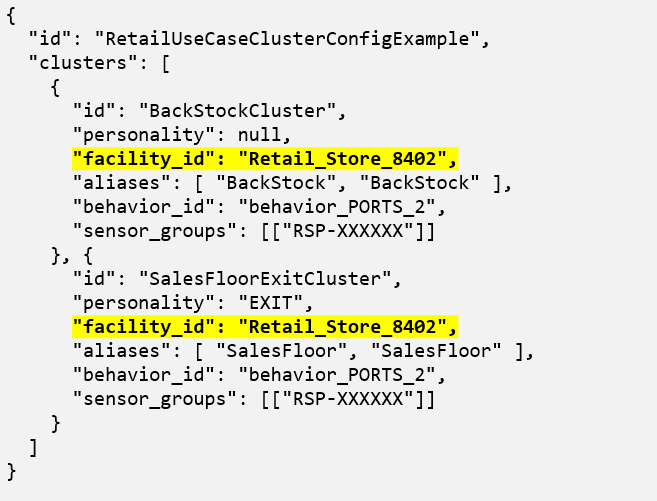 {
  "id": "RetailUseCaseClusterConfigExample",
  "clusters": [
    {
      "id": "BackStockCluster",
      "personality": null,
      "facility_id": "Retail_Store_8402",
      "aliases": [ "BackStock", "BackStock" ],
      "behavior_id": "behavior_PORTS_2",
      "sensor_groups": [["RSP-XXXXXX"]]
    }, {
      "id": "SalesFloorExitCluster",
      "personality": "EXIT",
      "facility_id": "Retail_Store_8402",
      "aliases": [ "SalesFloor", "SalesFloor" ],
      "behavior_id": "behavior_PORTS_2",
      "sensor_groups": [["RSP-XXXXXX"]]
    }
  ]
}